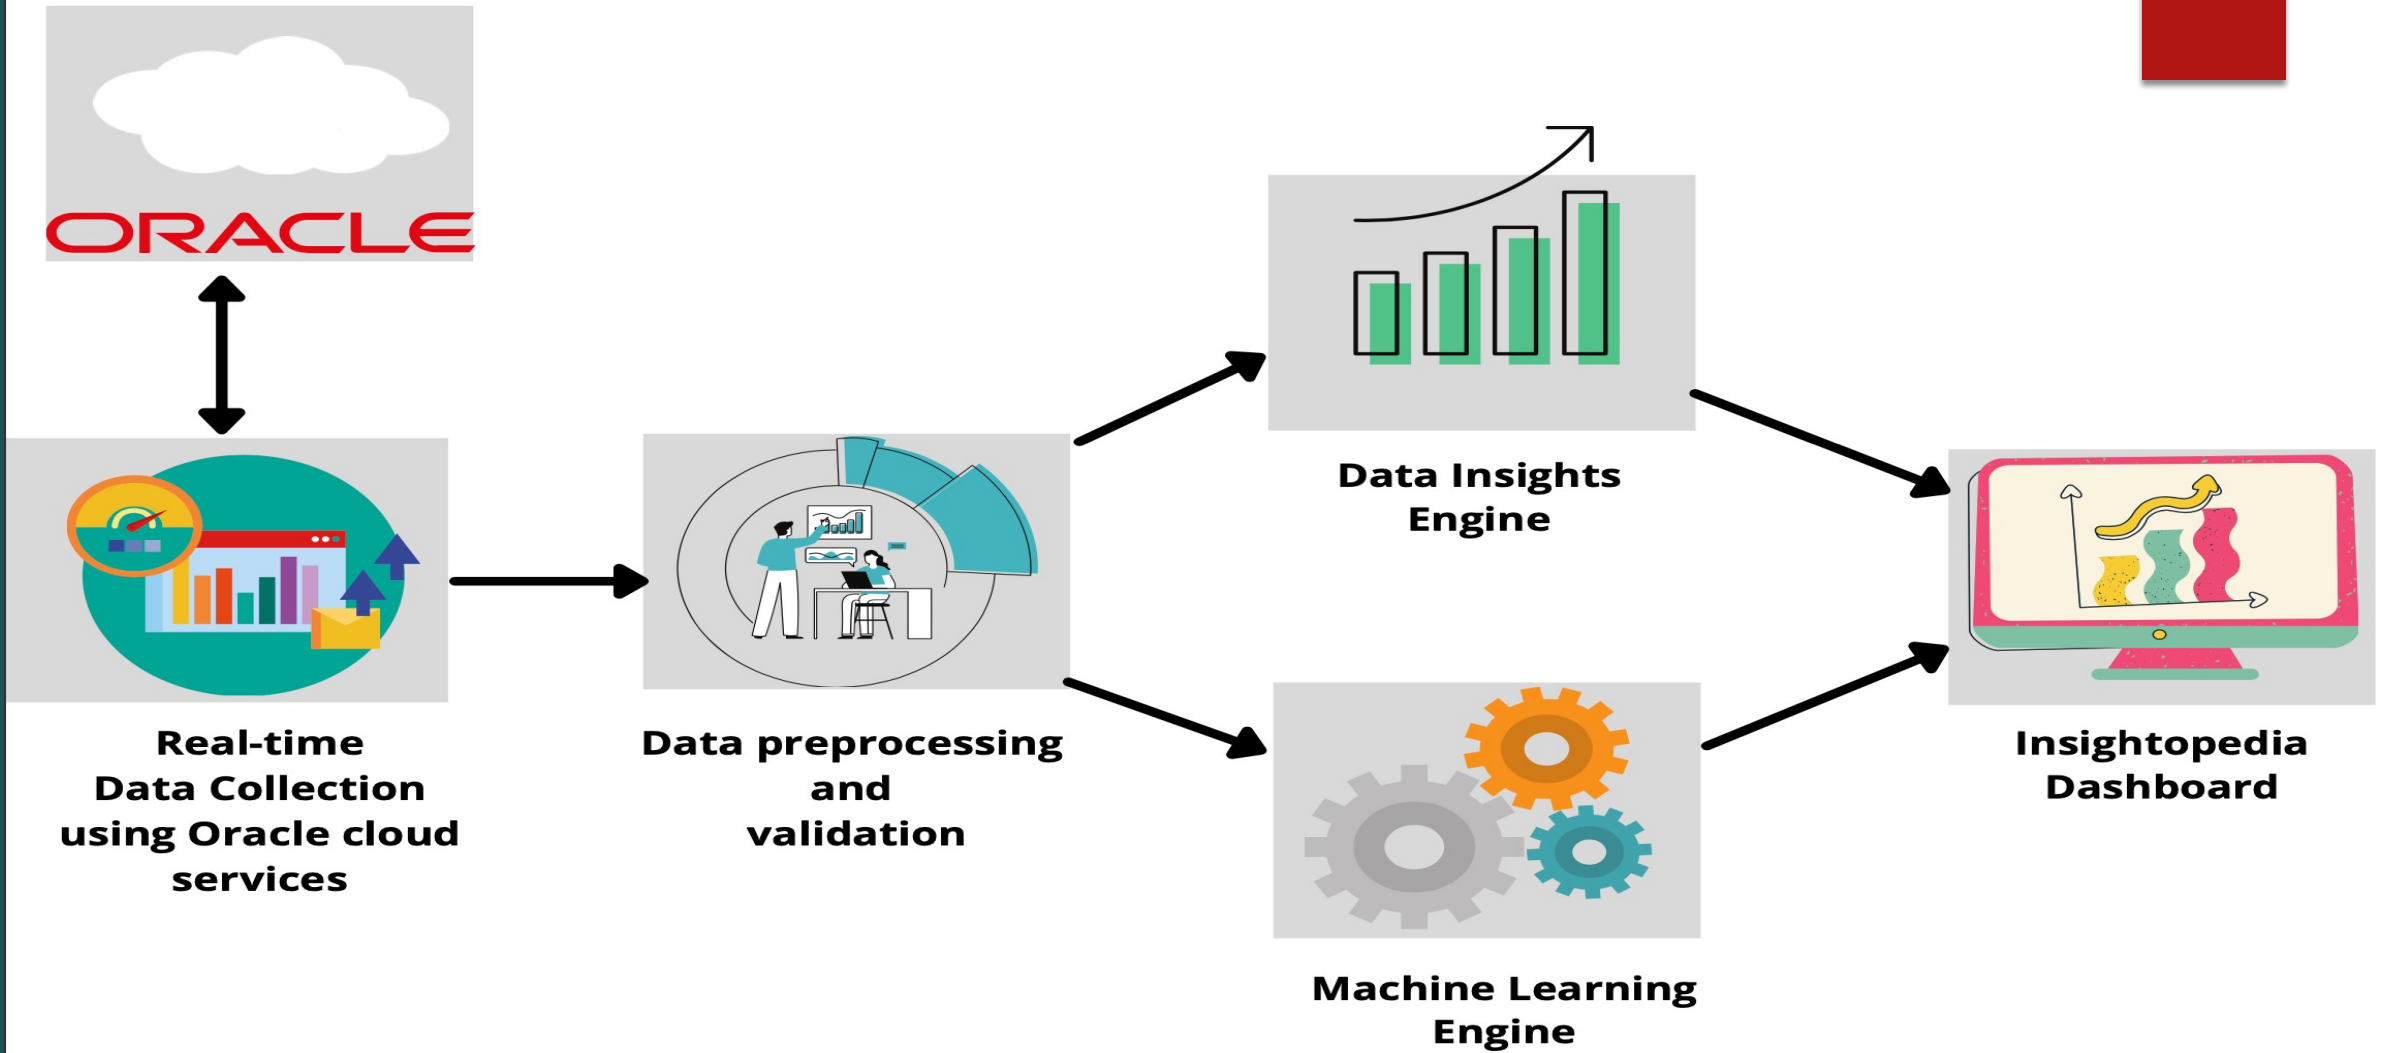 ORACLE
Real-time
Data Collection
using Oracle cloud
services
Data preprocessing
and
validation
Data Insights
Engine
Machine Learning
Engine
Insightopedia
Dashboard